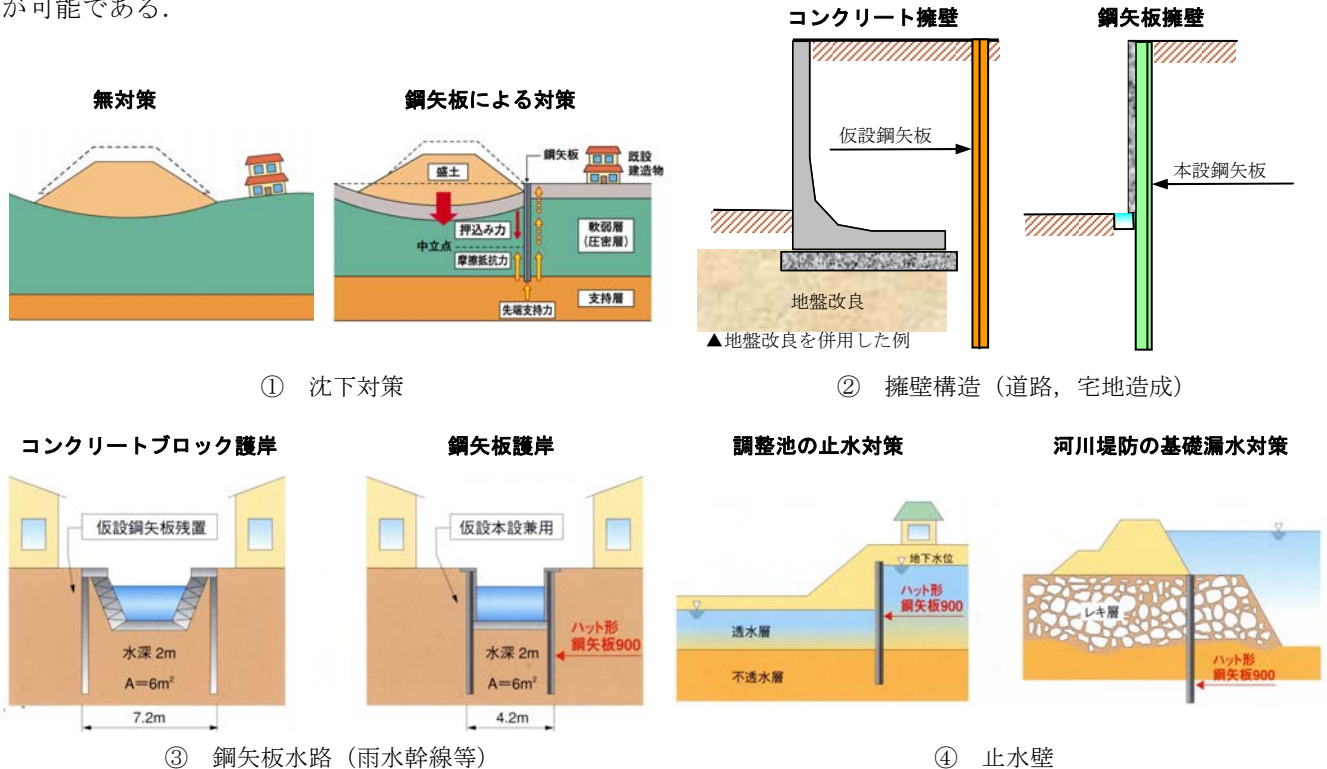 が可能である．
無対策
鋼矢板による対策
鋼矢板
既設
建造物
盛土
押込み力
中立点
摩擦抵抗力
軟弱層
（圧密層）
先端支持力
支持層
① 沈下対策
コンクリート擁壁
鋼矢板擁壁
仮設鋼矢板
本設鋼矢板
地盤改良
▲地盤改良を併用した例
② 擁壁構造（道路，宅地造成）
コンクリートブロック護岸
鋼矢板護岸
仮設鋼矢板残置
水深 2m
A＝6m²
7.2m
仮設本設兼用
ハット形
鋼矢板900
水深 2m
A＝6m²
4.2m
③ 鋼矢板水路（雨水幹線等）
調整池の止水対策
河川堤防の基礎漏水対策
地下水位
ハット形
鋼矢板900
透水層
不透水層
レキ層
ハット形
鋼矢板900
④ 止水壁